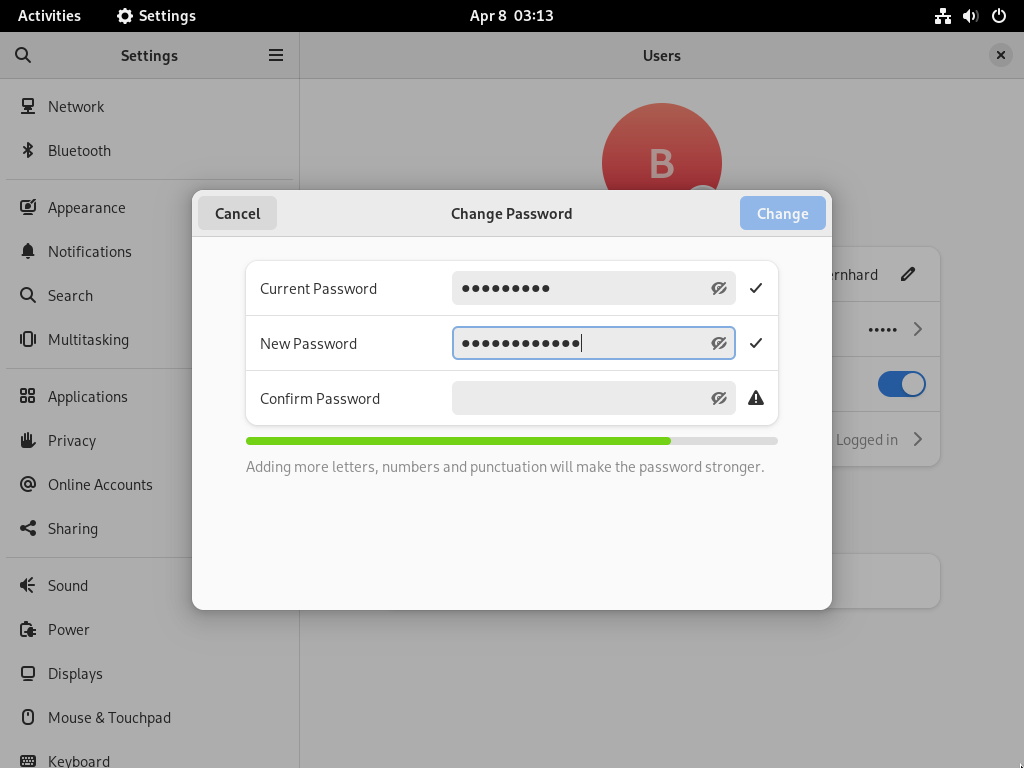 Activities
Settings
Apr 8 03:13
Settings
Users
Network
Bluetooth
Appearance
Notifications
Search
Multitasking
Applications
Privacy
Online Accounts
Sharing
Sound
Power
Displays
Mouse & Touchpad
Keyboard
B
Cancel
Change Password
Change
Current Password
●●●●●●●●●
New Password
●●●●●●●●●●●●
Confirm Password
Adding more letters, numbers and punctuation will make the password stronger.
ernhard
●●●●●
Logged in